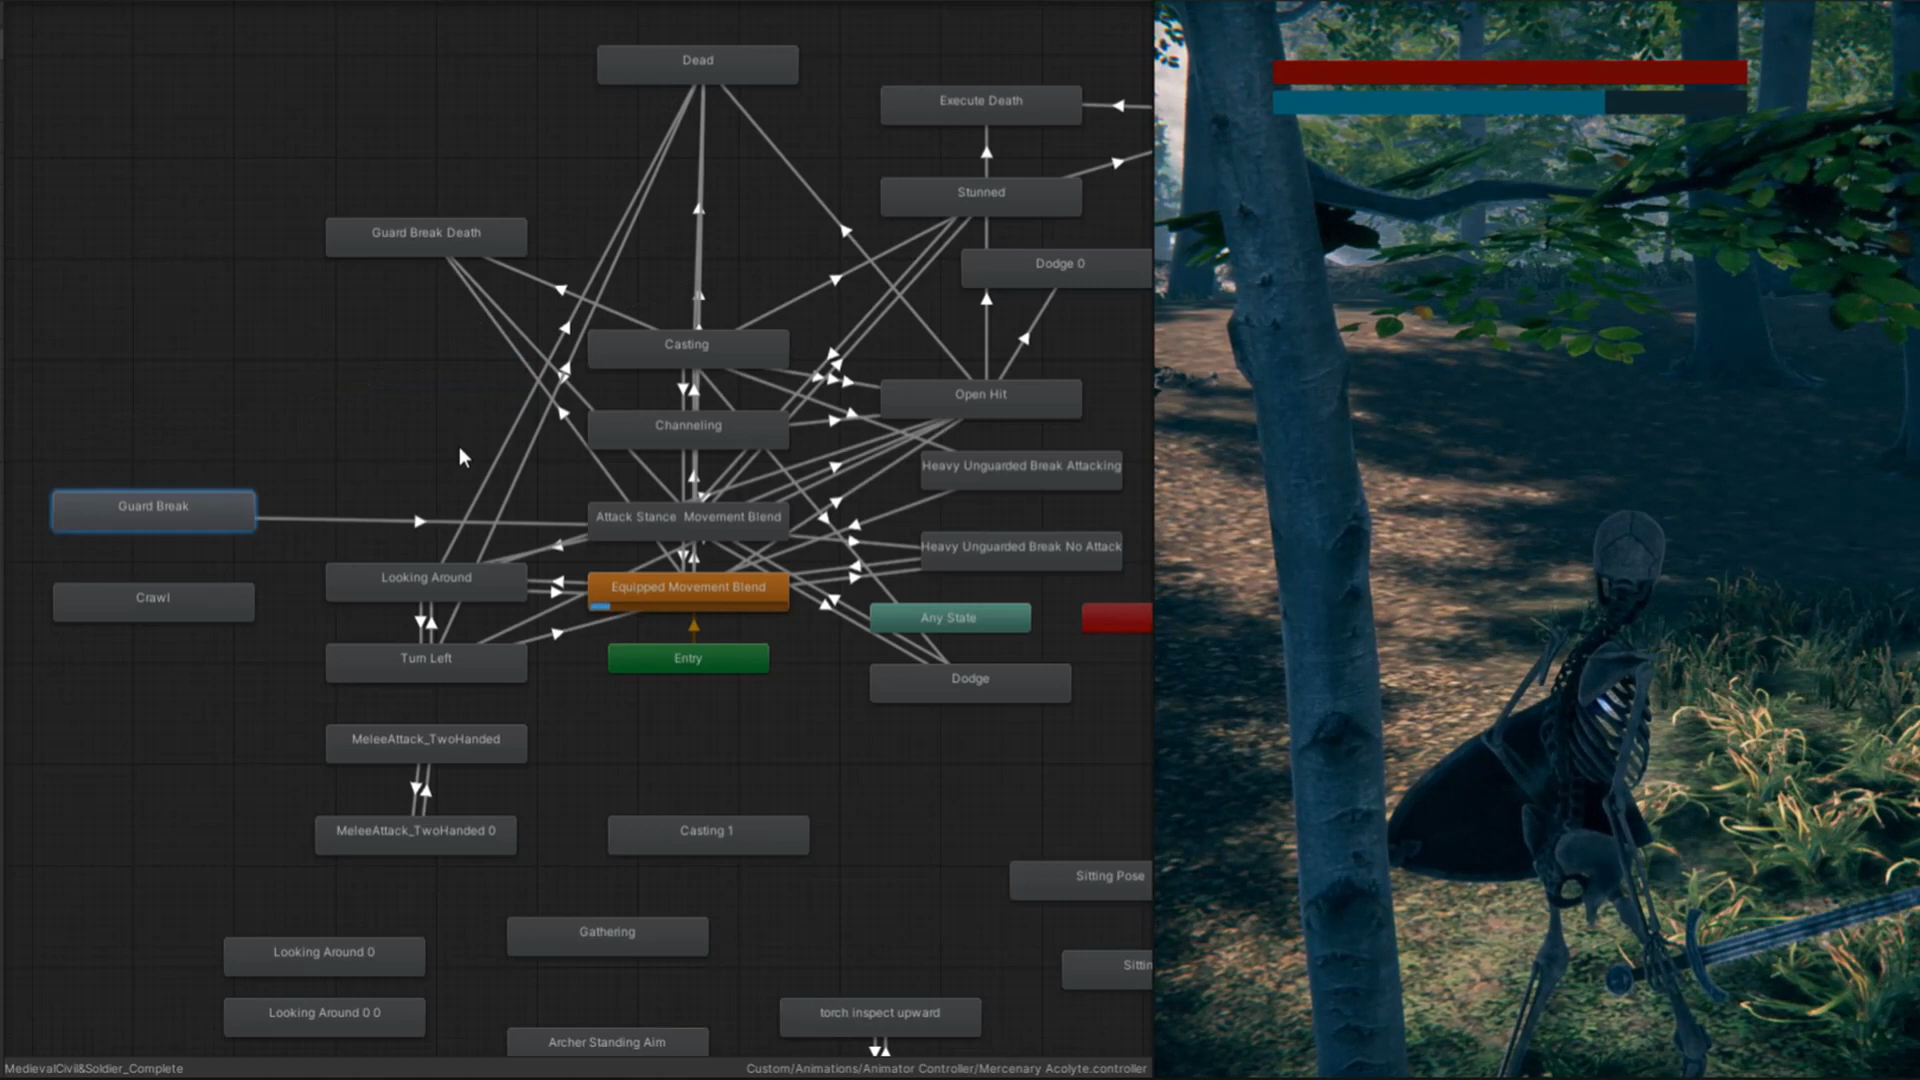 Dead
Execute Death
Stunned
Guard Break Death
Dodge 0
Casting
Open Hit
Channeling
Heavy Unguarded Break Attacking
Guard Break
Attack Stance Movement Blend
Heavy Unguarded Break No Attack
Looking Around
Equipped Movement Blend
Crawl
Any State
Turn Left
Entry
Dodge
MeleeAttack_TwoHanded
MeleeAttack_TwoHanded 0
Casting 1
Sitting Pose
Gathering
Looking Around 0
Sittin
Looking Around 0 0
torch inspect upward
Archer Standing Aim
MedievalCivil&Soldier_Complete
Custom/Animations/Animator Controller/Mercenary Acolyte.controller